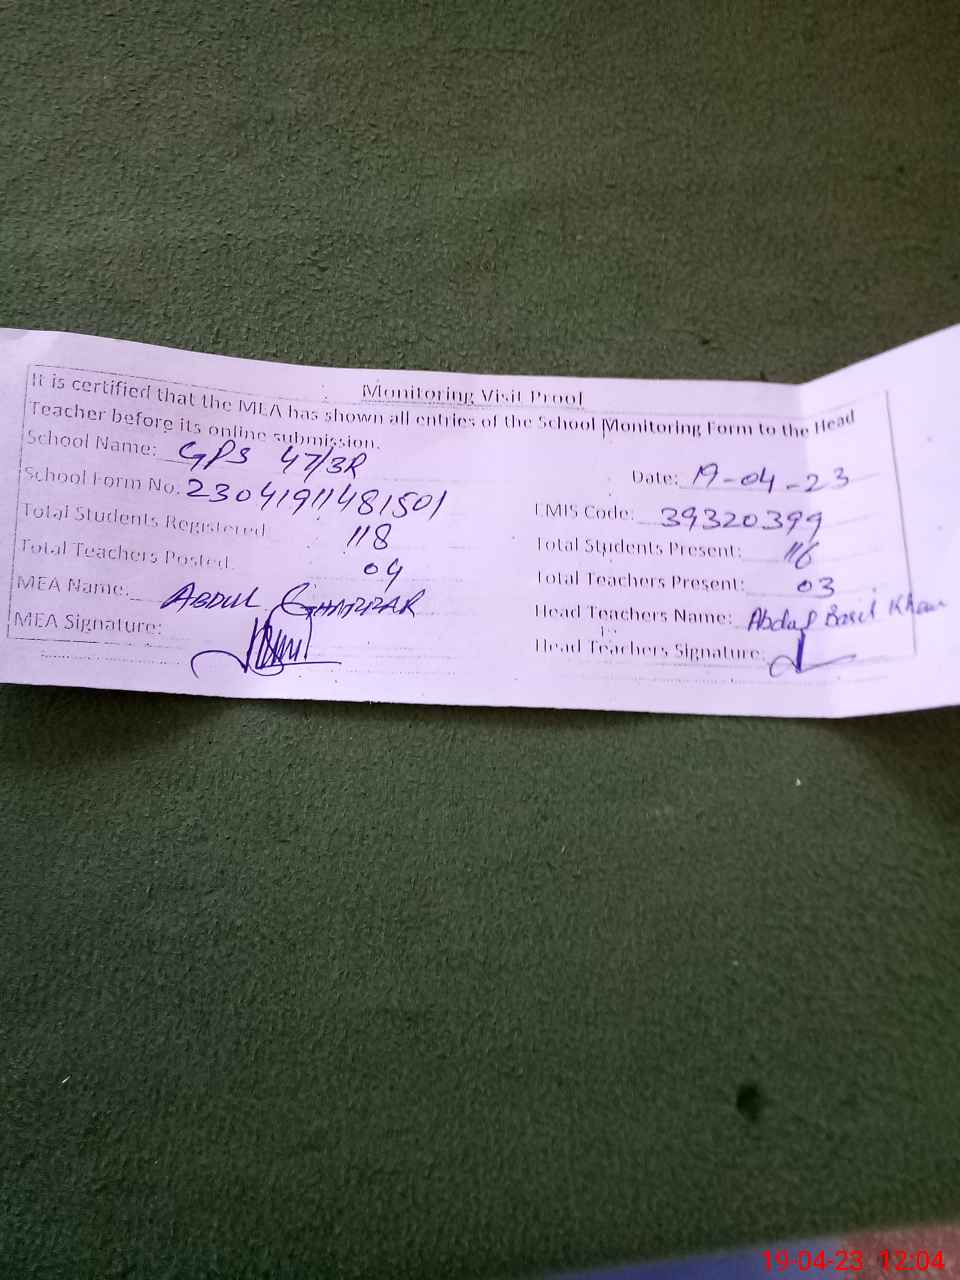 Monitoring Visit Proof
It is certified that the MEA has shown all entries of the School Monitoring Form to the Head
Teacher before its online submission.
School Name: GPS 47/3R
Date: 19-04-23
School Form No. 23041911481501
EMIS Code: 39320399
Total Students Registered 118
Total Students Present: 116
Total Teachers Posted. 04
Total Teachers Present: 03
MEA Name: ABDUL GHAFFAR
Head Teachers Name: Abdul Basit Khan
MEA Signature:
Head Teachers Signature:
19-04-23 12:04